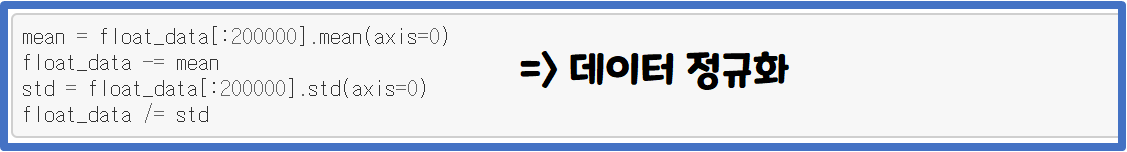 mean = float_data[:200000].mean(axis=0)
float_data -= mean
std = float_data[:200000].std(axis=0)
float_data /= std
=> 데이터 정규화